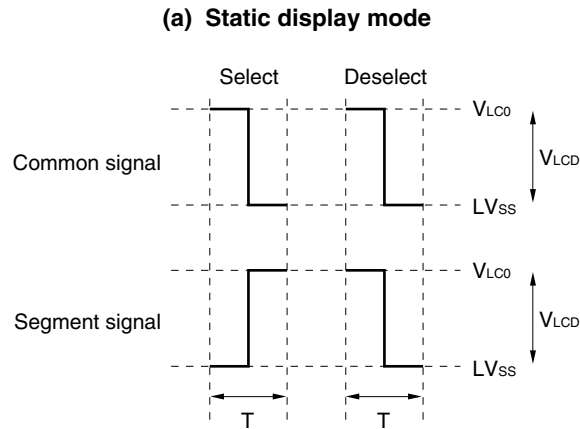 (a) Static display mode
Select Deselect
VLC0
Common signal
VLCD
LVSS
VLC0
Segment signal
VLCD
LVSS
T T